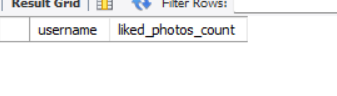 Result Grid Filter Rows:
username liked_photos_count